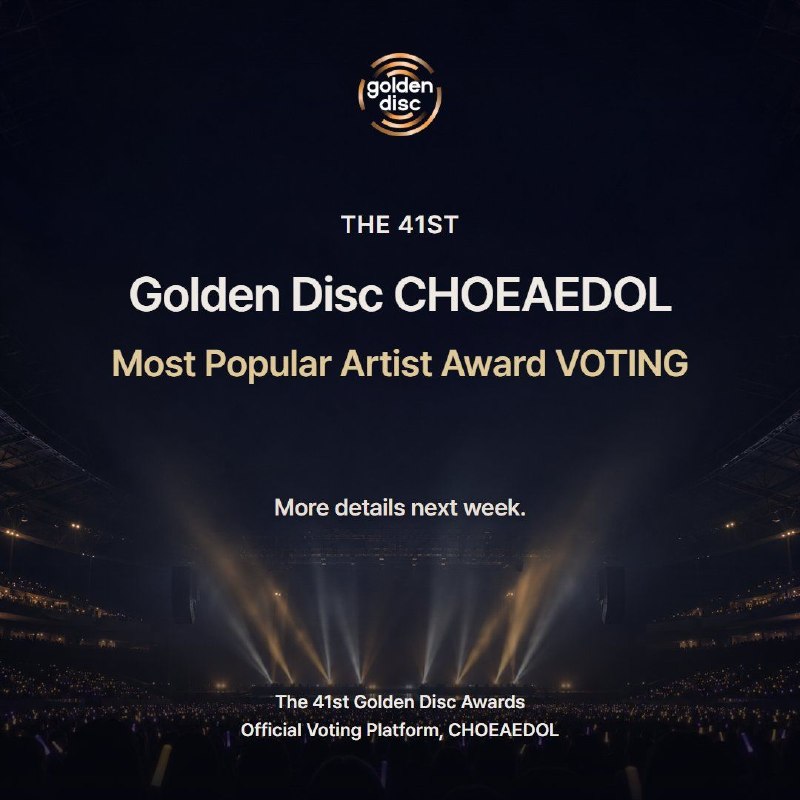 golden
disc
THE 41ST
Golden Disc CHOEAEDOL
Most Popular Artist Award VOTING
More details next week.
The 41st Golden Disc Awards
Official Voting Platform, CHOEAEDOL